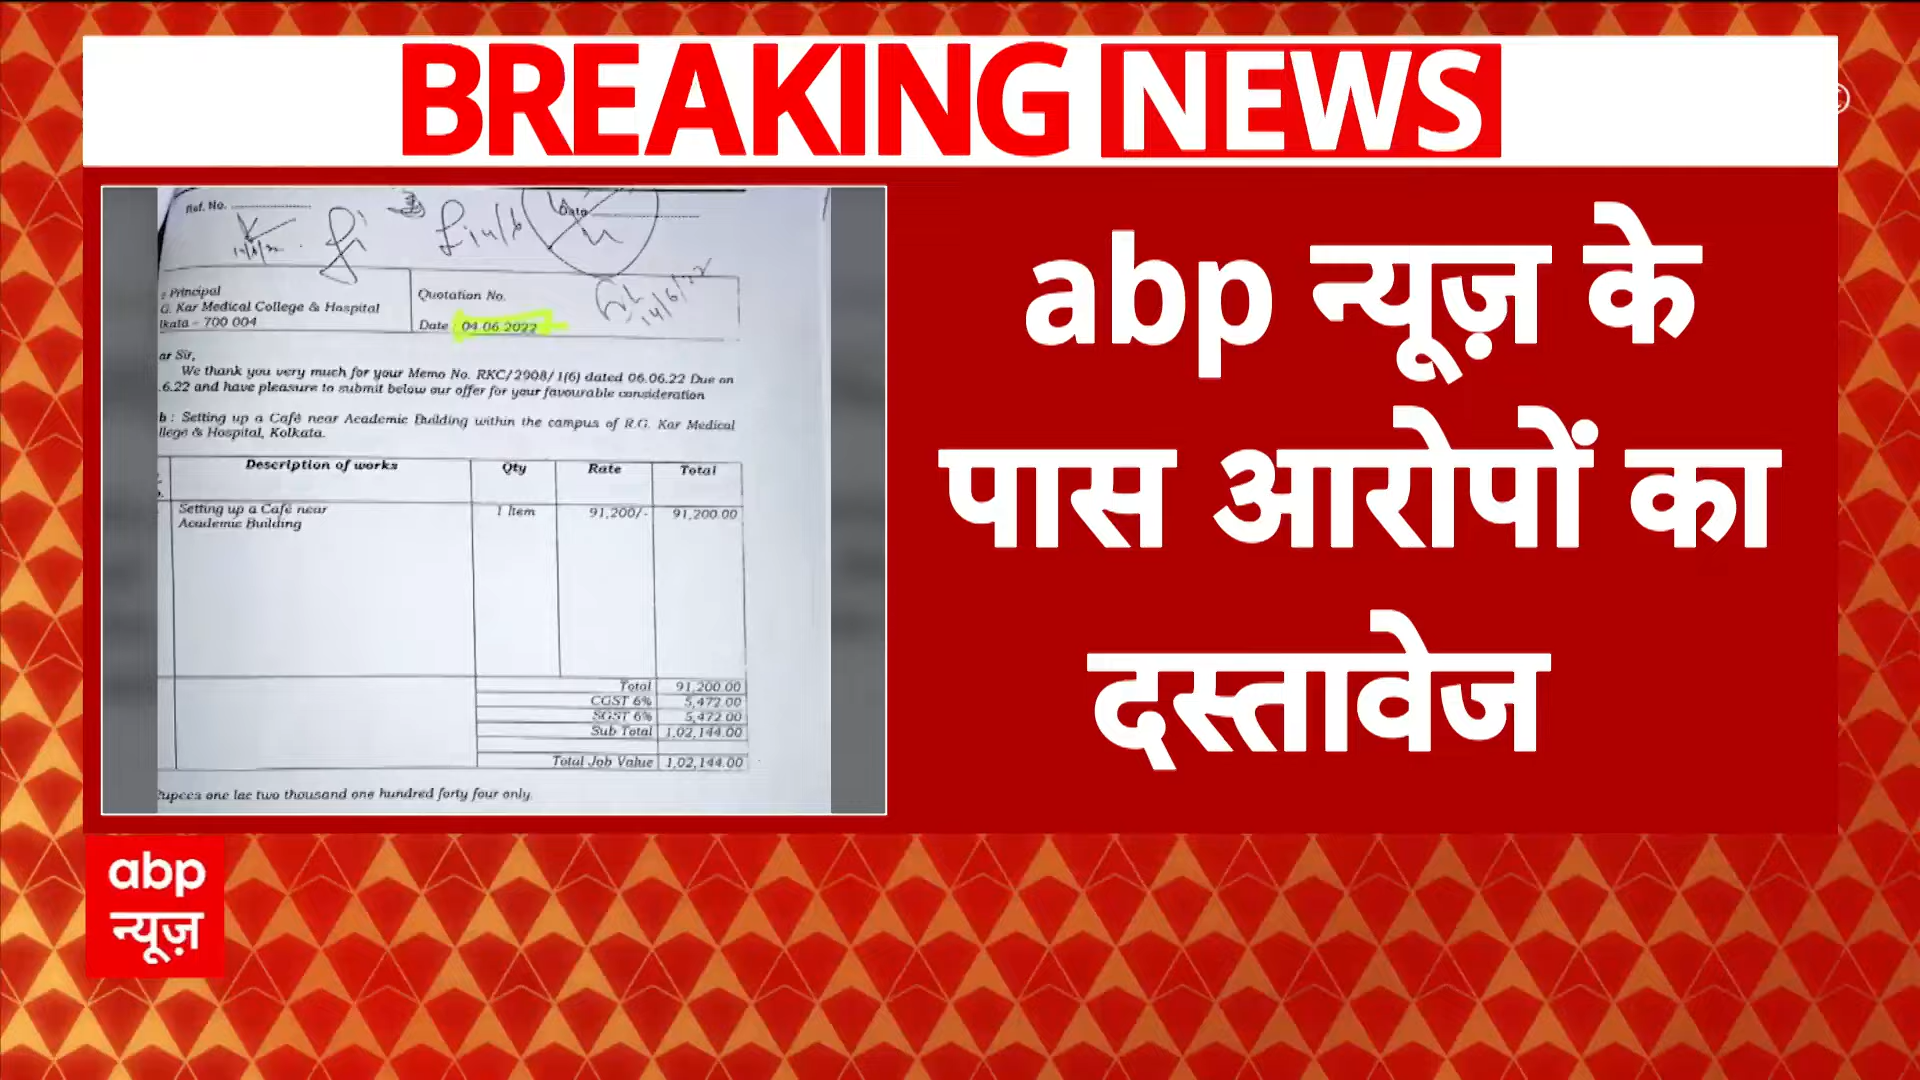 BREAKING NEWS
Ref. No.
Date
14/6
14/6/22
Principal
G. Kar Medical College & Hospital
lkata - 700 004
Quotation No.
Date : 04.06.2022
ar Sir,
We thank you very much for your Memo No. RKC/2908/1(6) dated 06.06.22 Due on
.6.22 and have pleasure to submit below our offer for your favourable consideration
b : Setting up a Café near Academic Building within the campus of R.G. Kar Medical
llege & Hospital, Kolkata.
Description of works Qty Rate Total
Setting up a Café near
Academic Building
1 Item 91,200/- 91,200.00
Total 91,200.00
CGST 6% 5,472.00
SGST 6% 5,472.00
Sub Total 1,02,144.00
Total Job Value 1,02,144.00
Rupees one lac two thousand one hundred forty four only.
abp न्यूज़ के
पास आरोपों का
दस्तावेज
abp
न्यूज़